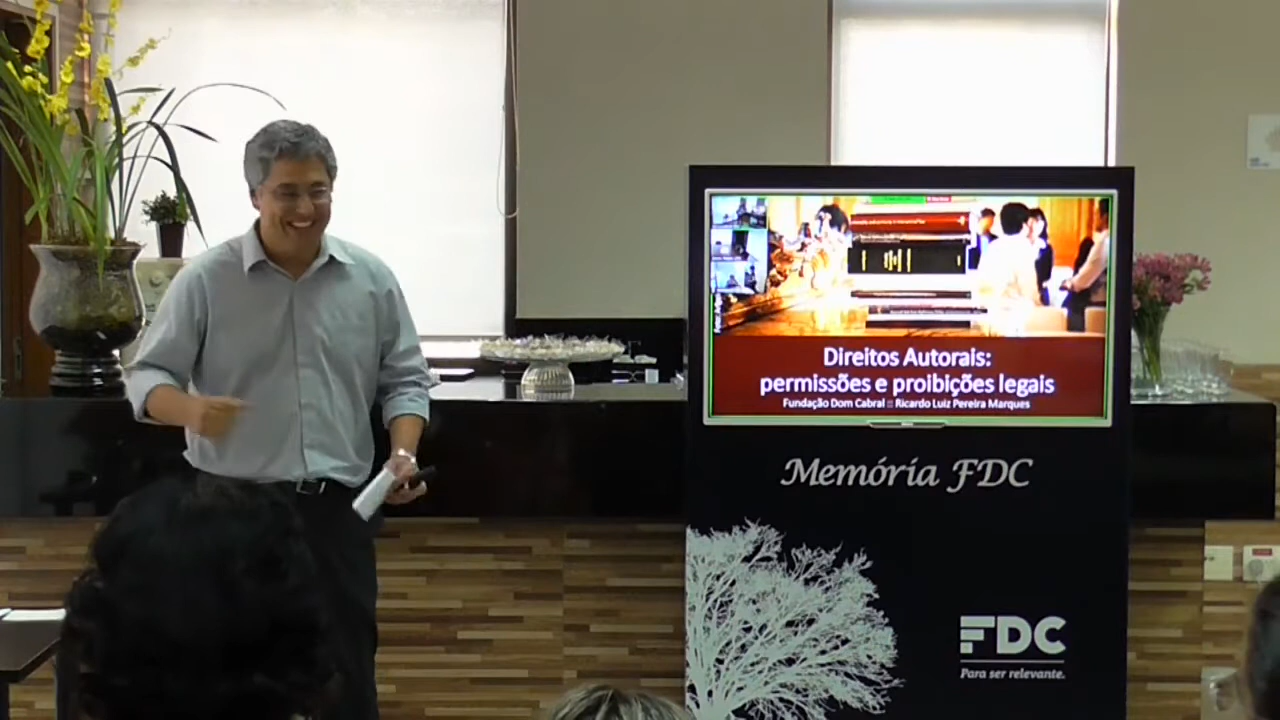 Direitos Autorais:
permissões e proibições legais
Fundação Dom Cabral :: Ricardo Luiz Pereira Marques
Memória FDC
FDC
Para ser relevante.